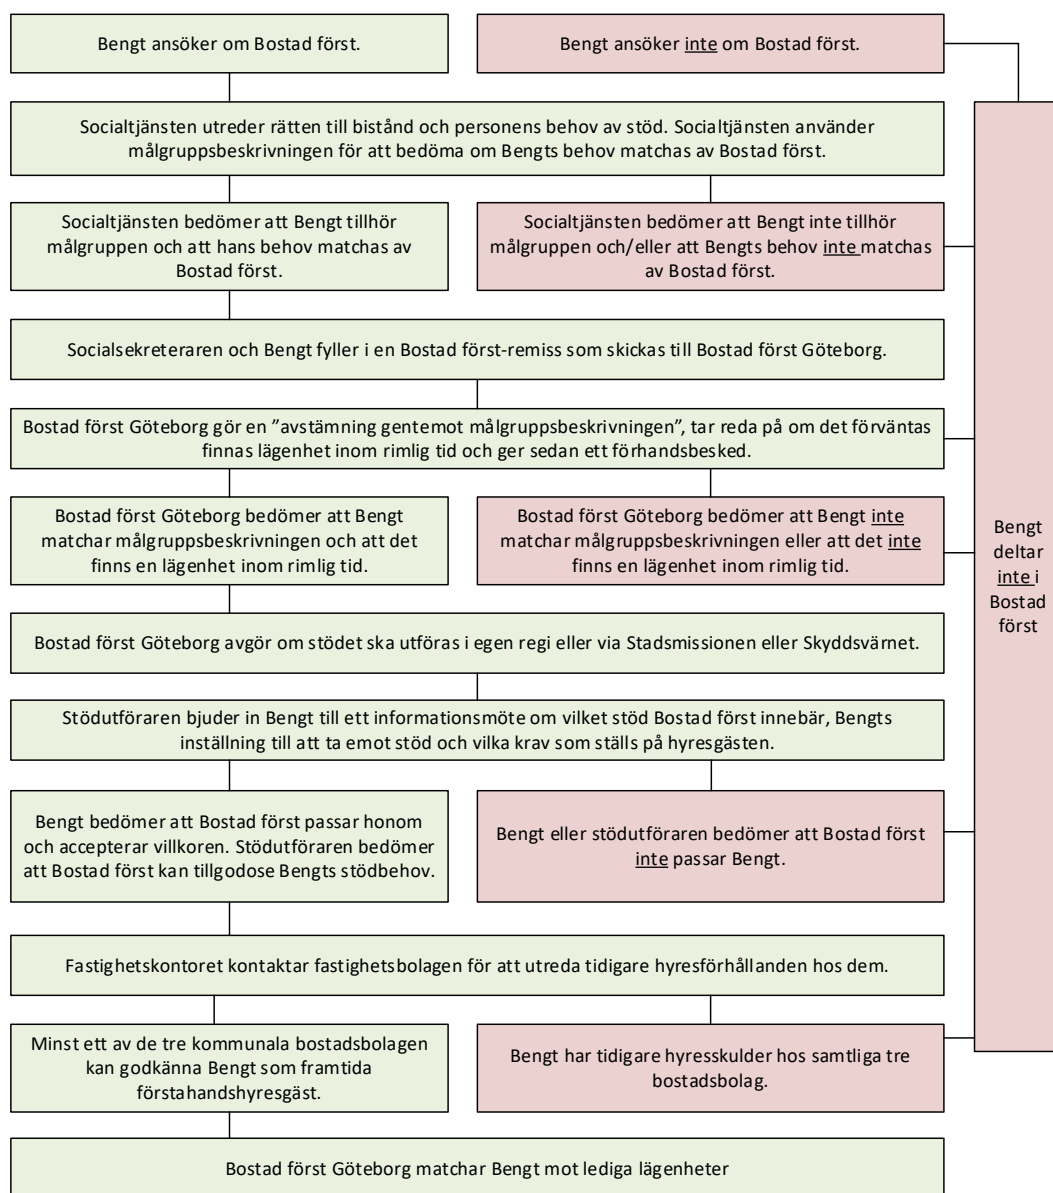 Bengt ansöker om Bostad först.
Bengt ansöker inte om Bostad först.
Socialtjänsten utreder rätten till bistånd och personens behov av stöd. Socialtjänsten använder
målgruppsbeskrivningen för att bedöma om Bengts behov matchas av Bostad först.
Socialtjänsten bedömer att Bengt tillhör
målgruppen och att hans behov matchas av
Bostad först.
Socialtjänsten bedömer att Bengt inte tillhör
målgruppen och/eller att Bengts behov inte matchas
av Bostad först.
Socialsekreteraren och Bengt fyller i en Bostad först-remiss som skickas till Bostad först Göteborg.
Bostad först Göteborg gör en ”avstämning gentemot målgruppsbeskrivningen”, tar reda på om det förväntas
finnas lägenhet inom rimlig tid och ger sedan ett förhandsbesked.
Bostad först Göteborg bedömer att Bengt
matchar målgruppsbeskrivningen och att det
finns en lägenhet inom rimlig tid.
Bostad först Göteborg bedömer att Bengt inte
matchar målgruppsbeskrivningen eller att det inte
finns en lägenhet inom rimlig tid.
Bengt
deltar
inte i
Bostad
först
Bostad först Göteborg avgör om stödet ska utföras i egen regi eller via Stadsmissionen eller Skyddsvärnet.
Stödutföraren bjuder in Bengt till ett informationsmöte om vilket stöd Bostad först innebär, Bengts
inställning till att ta emot stöd och vilka krav som ställs på hyresgästen.
Bengt bedömer att Bostad först passar honom
och accepterar villkoren. Stödutföraren bedömer
att Bostad först kan tillgodose Bengts stödbehov.
Bengt eller stödutföraren bedömer att Bostad först
inte passar Bengt.
Fastighetskontoret kontaktar fastighetsbolagen för att utreda tidigare hyresförhållanden hos dem.
Minst ett av de tre kommunala bostadsbolagen
kan godkänna Bengt som framtida
förstahandshyresgäst.
Bengt har tidigare hyresskulder hos samtliga tre
bostadsbolag.
Bostad först Göteborg matchar Bengt mot lediga lägenheter